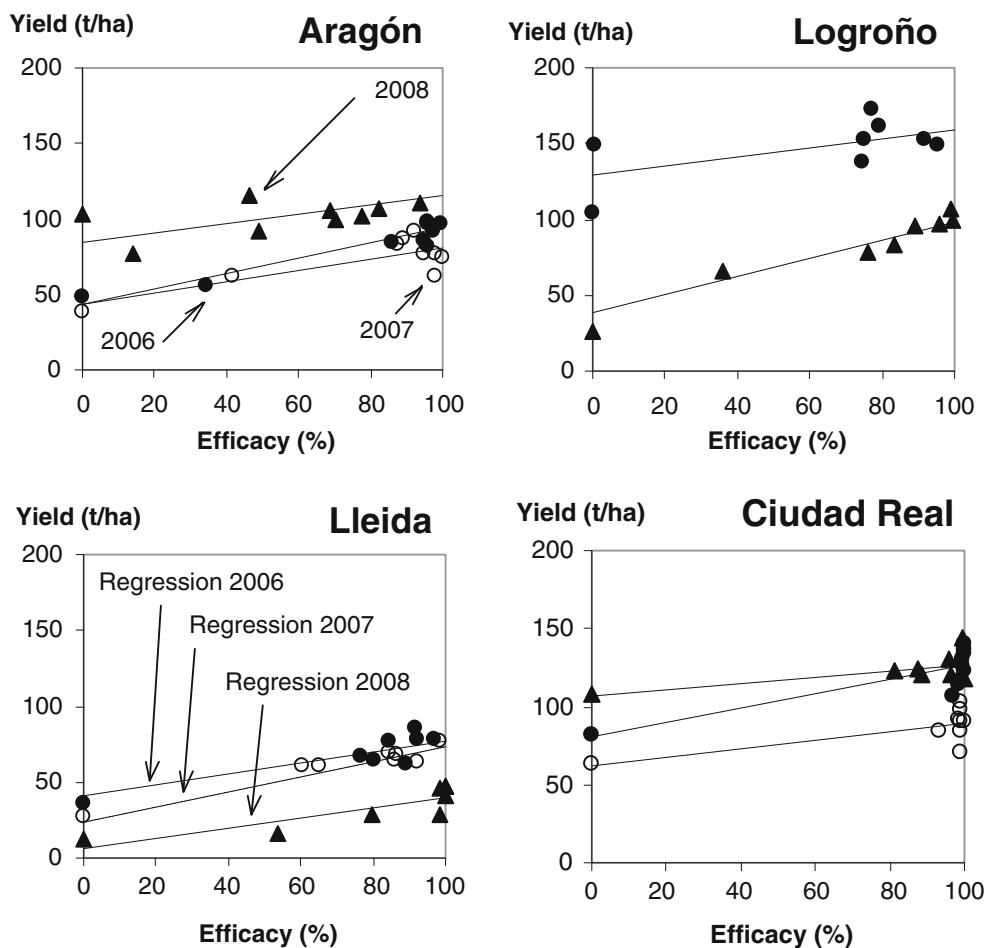 Yield (t/ha)
Aragón
200
150
100
50
0
2008
2006
2007
0 20 40 60 80 100
Efficacy (%)
Yield (t/ha)
Logroño
200
150
100
50
0
0 20 40 60 80 100
Efficacy (%)
Yield (t/ha)
Lleida
200
150
100
50
0
Regression 2006
Regression 2007
Regression 2008
0 20 40 60 80 100
Efficacy (%)
Yield (t/ha)
Ciudad Real
200
150
100
50
0
0 20 40 60 80 100
Efficacy (%)